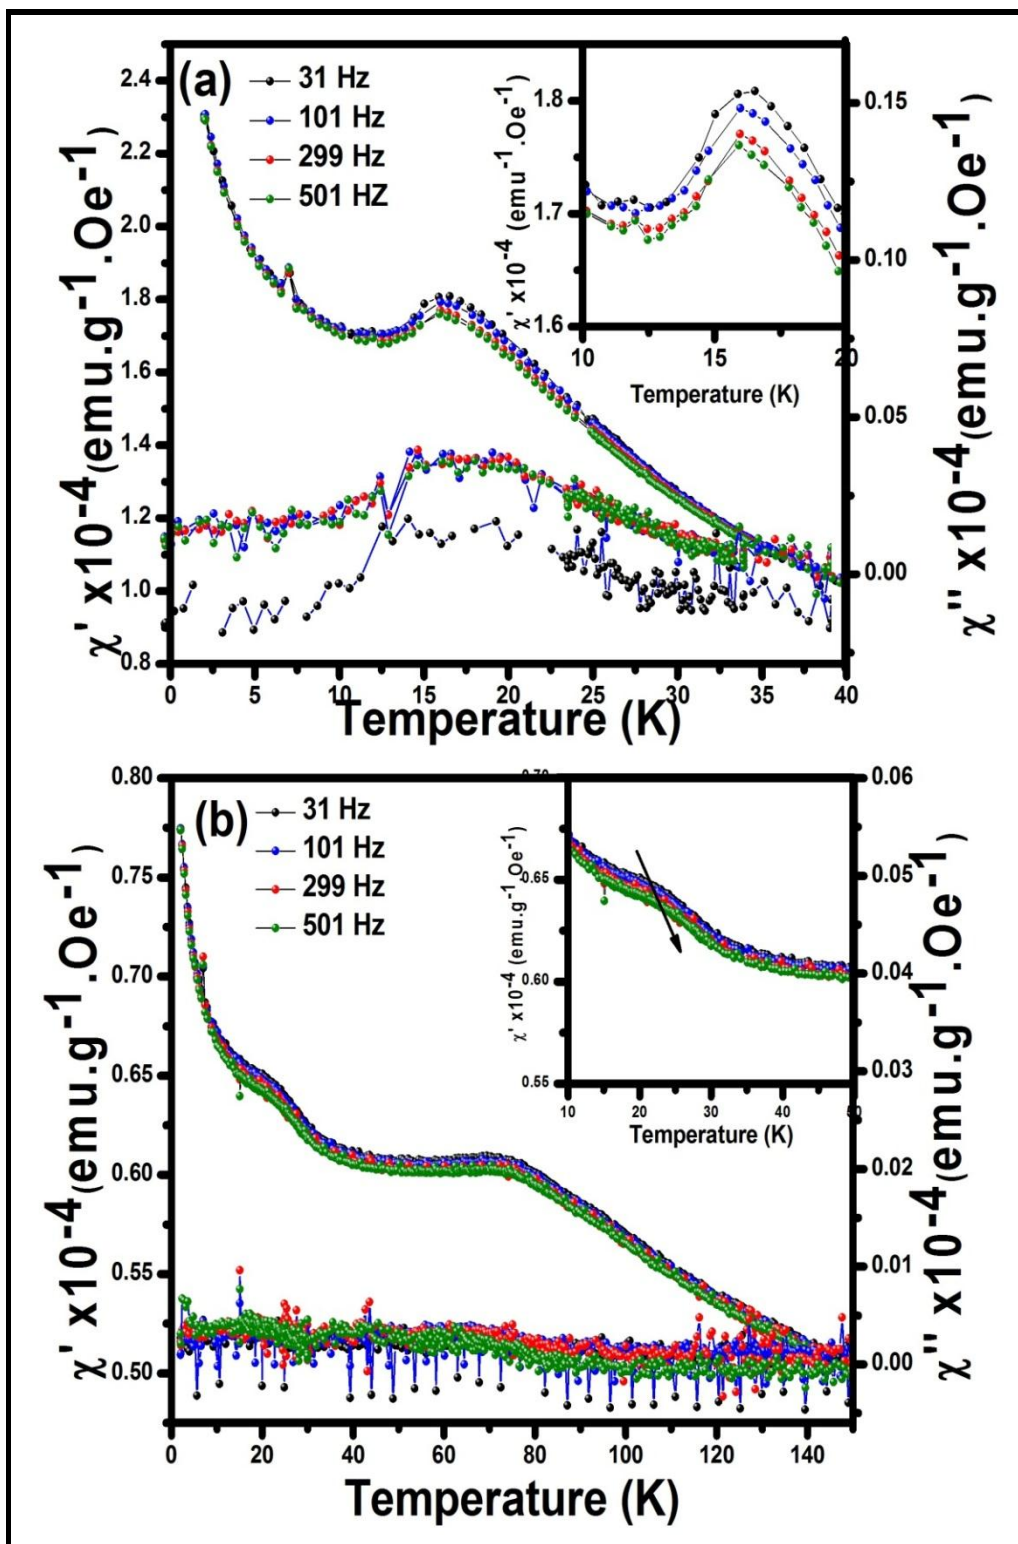 (a)
31 Hz
101 Hz
299 Hz
501 HZ
χ' x10-4(emu.g-1.Oe-1)
2.4
2.2
2.0
1.8
1.6
1.4
1.2
1.0
0.8
0
5
10
15
20
25
30
35
40
Temperature (K)
0.15
0.10
0.05
0.00
χ'' x10-4(emu.g-1.Oe-1)
χ' x10-4 (emu-1.Oe-1)
1.8
1.7
1.6
10
15
20
Temperature (K)
(b)
31 Hz
101 Hz
299 Hz
501 Hz
χ' x10-4(emu.g-1.Oe-1)
0.80
0.75
0.70
0.65
0.60
0.55
0.50
0
20
40
60
80
100
120
140
Temperature (K)
0.06
0.05
0.04
0.03
0.02
0.01
0.00
χ'' x10-4(emu.g-1.Oe-1)
χ' x10-4 (emu.g-1.Oe-1)
0.70
0.65
0.60
0.55
10
20
30
40
50
Temperature (K)